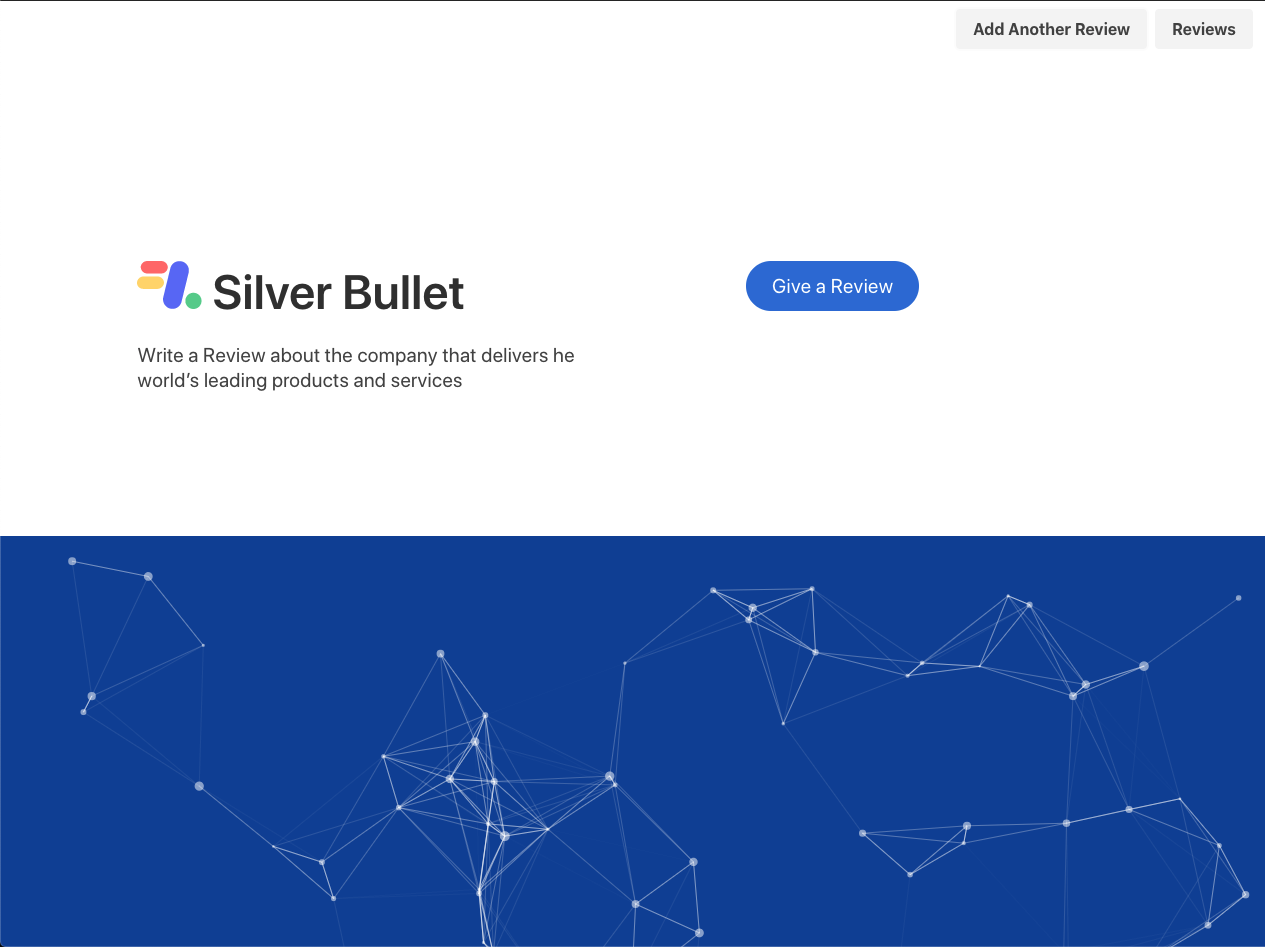 Add Another Review
Reviews
Silver Bullet
Give a Review
Write a Review about the company that delivers he
world’s leading products and services